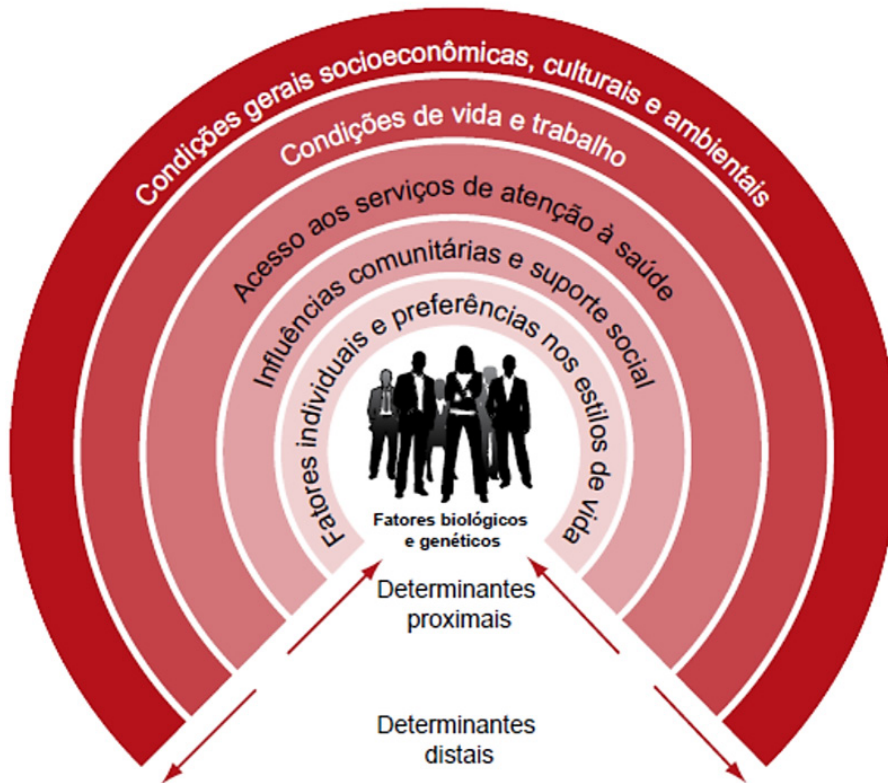 Condições gerais socioeconômicas, culturais e ambientais
Condições de vida e trabalho
Acesso aos serviços de atenção à saúde
Influências comunitárias e suporte social
Fatores individuais e preferências nos estilos de vida
Fatores biológicos
e genéticos
Determinantes
proximais
Determinantes
distais